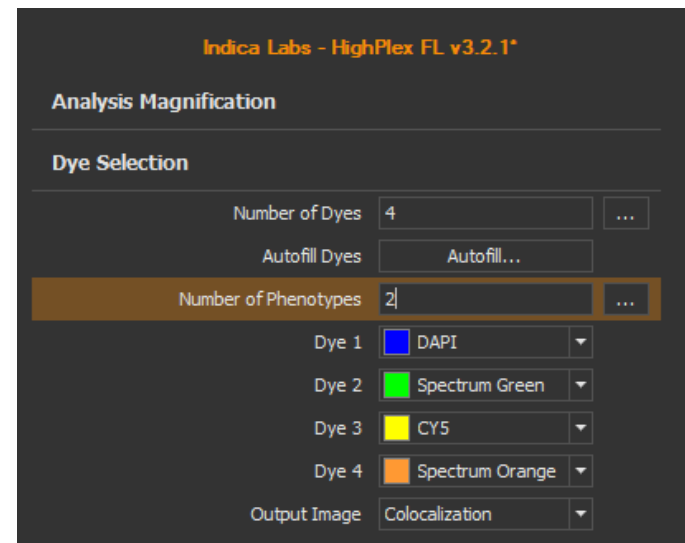 Indica Labs - HighPlex FL v3.2.1*
Analysis Magnification
Dye Selection
Number of Dyes 4 ...
Autofill Dyes Autofill...
Number of Phenotypes 2 ...
Dye 1 DAPI
Dye 2 Spectrum Green
Dye 3 CY5
Dye 4 Spectrum Orange
Output Image Colocalization